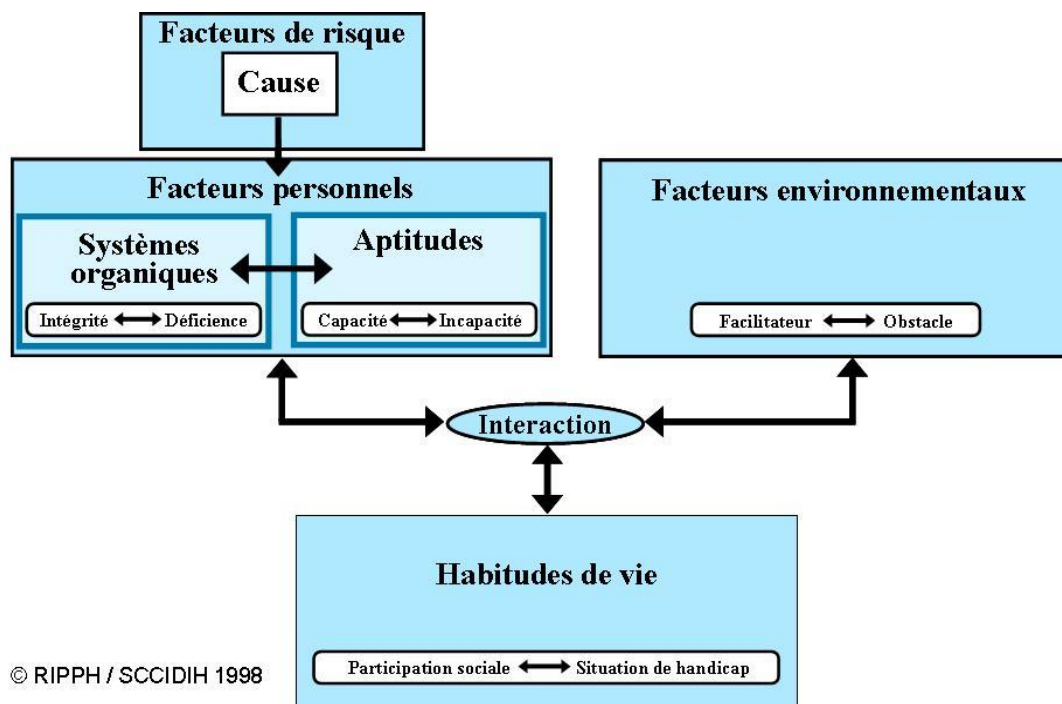 Facteurs de risque
Cause
Facteurs personnels
Systèmes
organiques
Intégrité Déficience
Aptitudes
Capacité Incapacité
Facteurs environnementaux
Facilitateur Obstacle
Interaction
Habitudes de vie
Participation sociale Situation de handicap
© RIPPH / SCCIDIH 1998